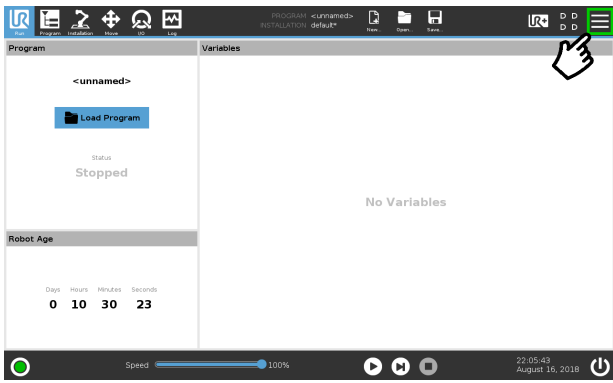 UR
Run
Program
Installation
Move
I/O
Log
PROGRAM <unnamed>
INSTALLATION default*
New...
Open...
Save...
UR+
D D
D D
Program
<unnamed>
Load Program
Status
Stopped
Robot Age
Days Hours Minutes Seconds
0 10 30 23
Variables
No Variables
Speed 100%
22:05:43
August 16, 2018